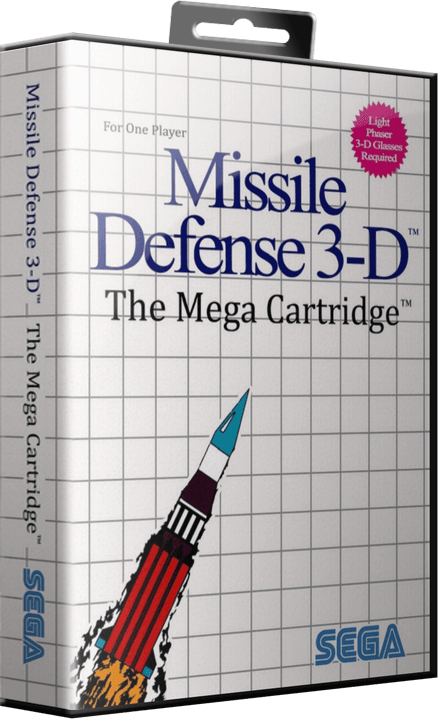 Missile Defense 3-D™ The Mega Cartridge™
SEGA
For One Player
Light
Phaser
3-D Glasses
Required
Missile
Defense 3-D™
The Mega Cartridge™
SEGA